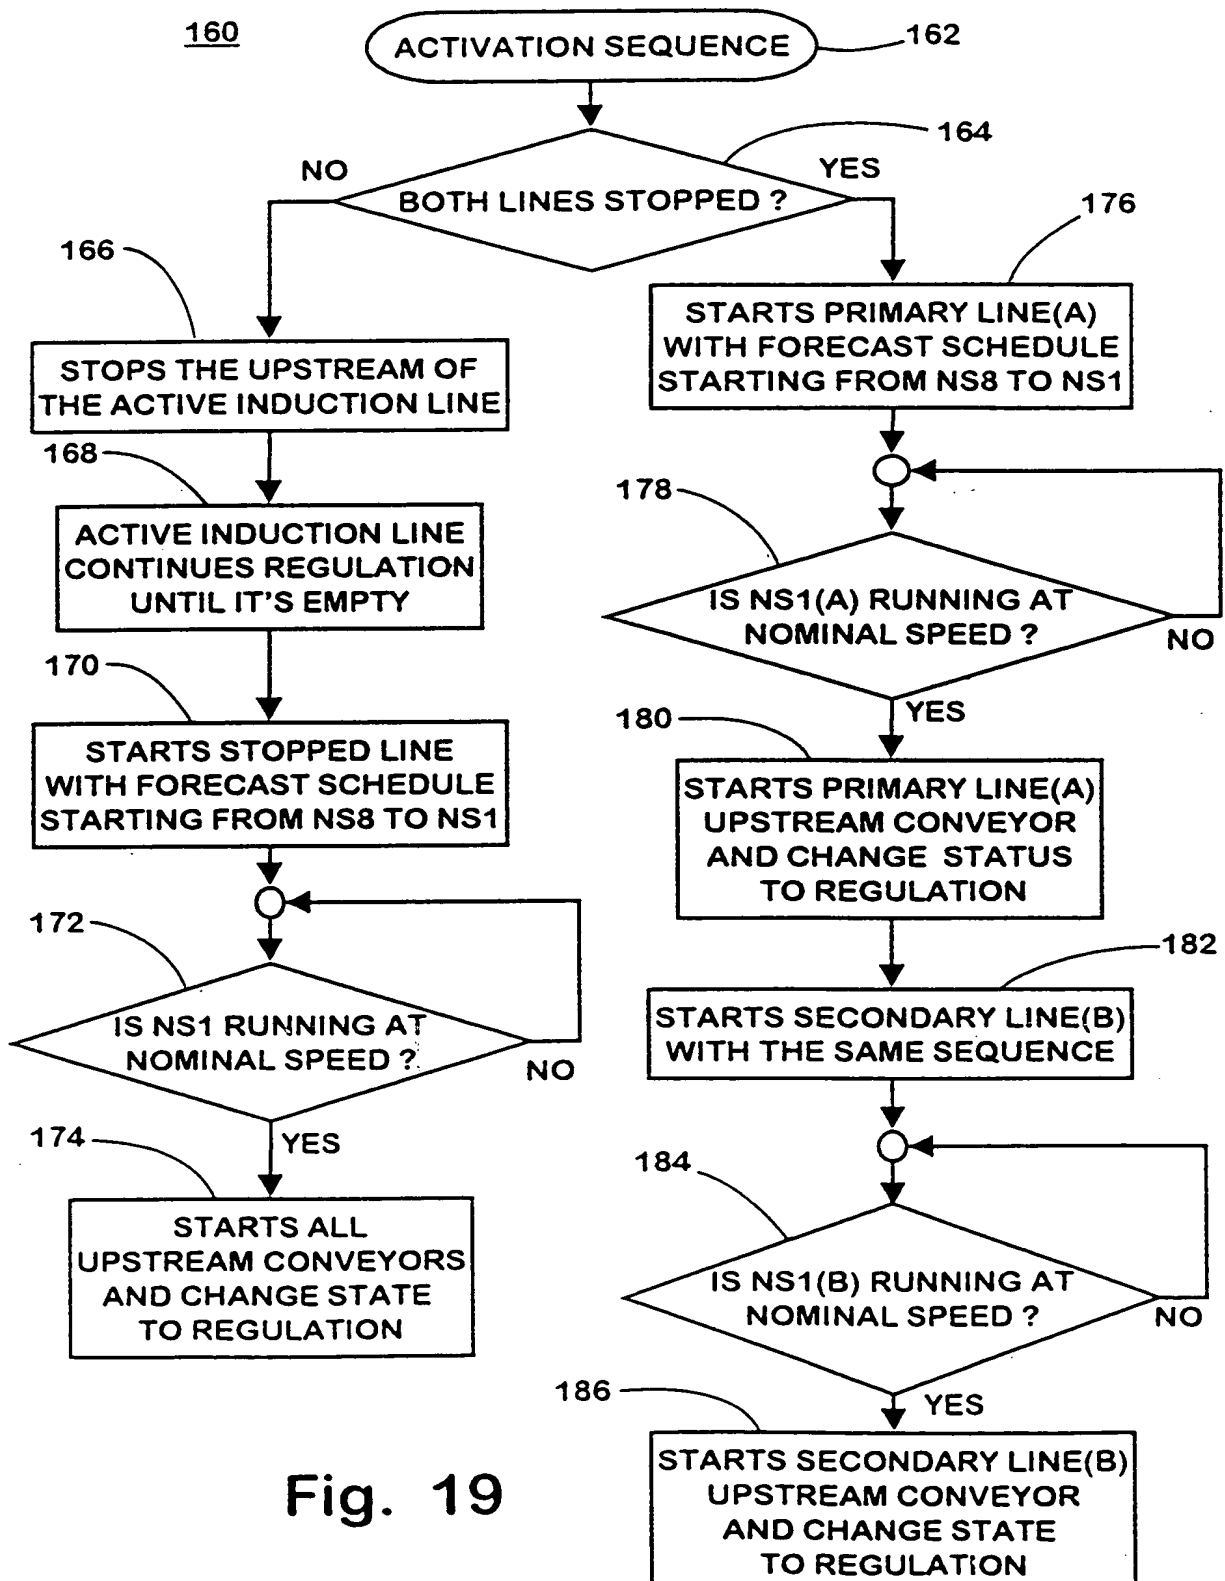 160
ACTIVATION SEQUENCE
162
164
NO
YES
BOTH LINES STOPPED ?
166
176
STOPS THE UPSTREAM OF
THE ACTIVE INDUCTION LINE
168
ACTIVE INDUCTION LINE
CONTINUES REGULATION
UNTIL IT'S EMPTY
170
STARTS STOPPED LINE
WITH FORECAST SCHEDULE
STARTING FROM NS8 TO NS1
172
IS NS1 RUNNING AT
NOMINAL SPEED ?
NO
YES
174
STARTS ALL
UPSTREAM CONVEYORS
AND CHANGE STATE
TO REGULATION
STARTS PRIMARY LINE(A)
WITH FORECAST SCHEDULE
STARTING FROM NS8 TO NS1
178
IS NS1(A) RUNNING AT
NOMINAL SPEED ?
NO
YES
180
STARTS PRIMARY LINE(A)
UPSTREAM CONVEYOR
AND CHANGE STATUS
TO REGULATION
182
STARTS SECONDARY LINE(B)
WITH THE SAME SEQUENCE
184
IS NS1(B) RUNNING AT
NOMINAL SPEED ?
NO
YES
186
STARTS SECONDARY LINE(B)
UPSTREAM CONVEYOR
AND CHANGE STATE
TO REGULATION
Fig. 19